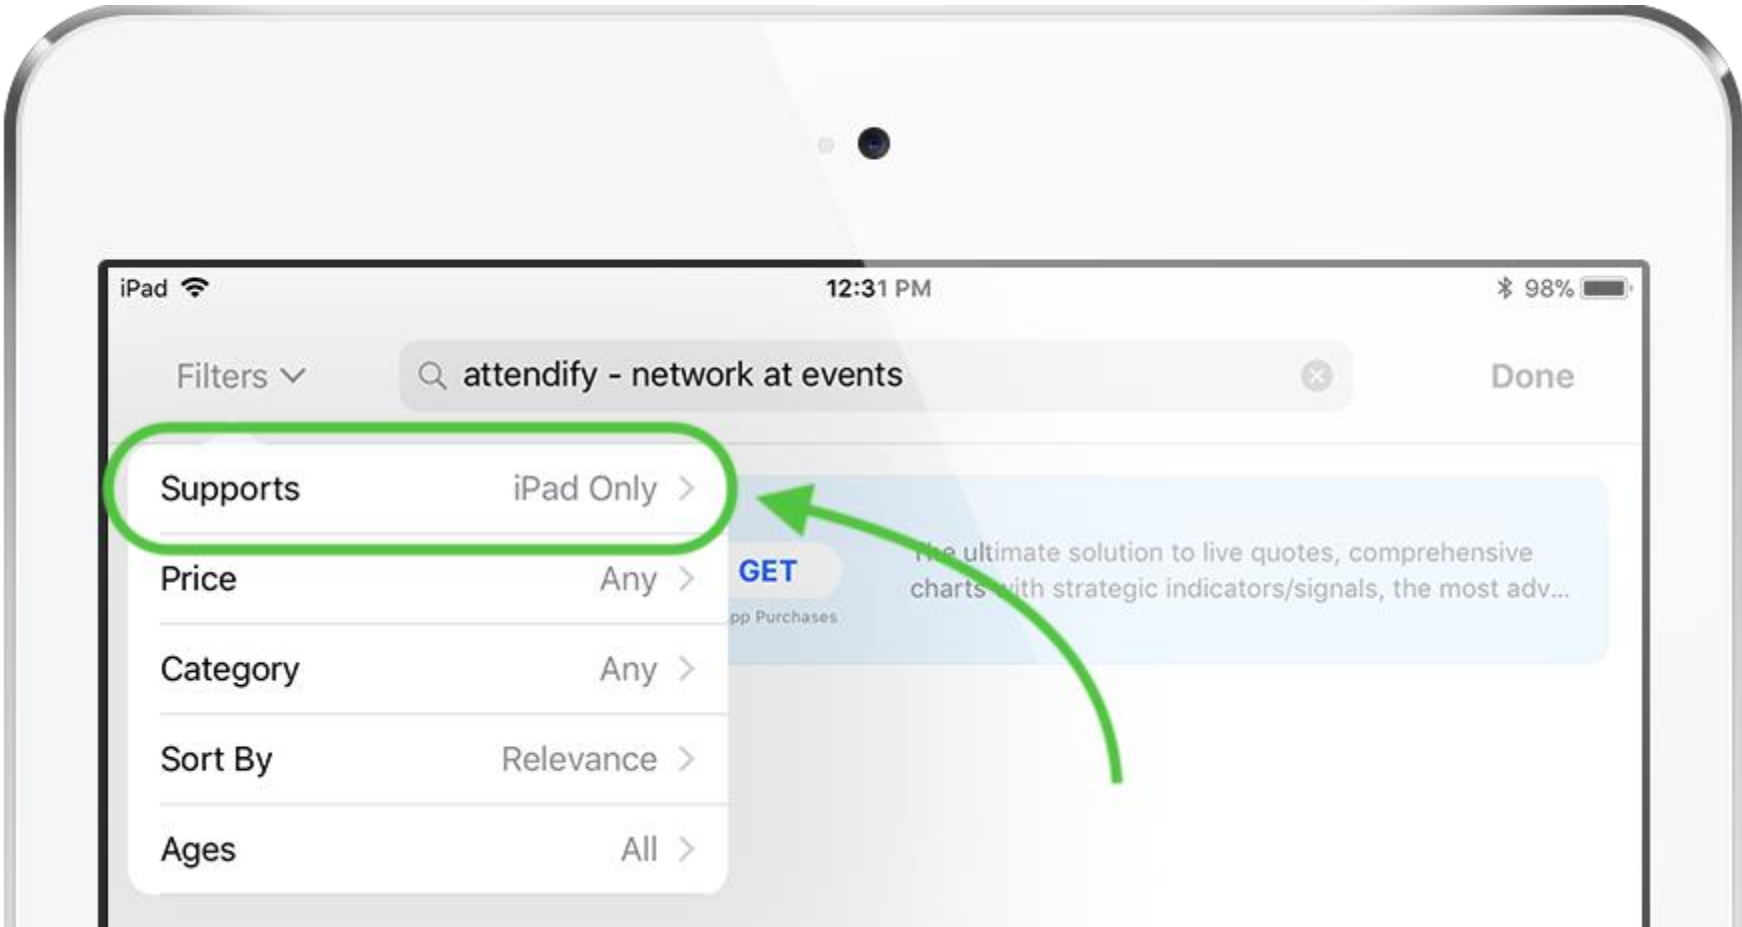 iPad
12:31 PM
98%
Filters
attendify - network at events
Done
Supports iPad Only
Price Any
Category Any
Sort By Relevance
Ages All
GET
pp Purchases
The ultimate solution to live quotes, comprehensive
charts with strategic indicators/signals, the most adv...